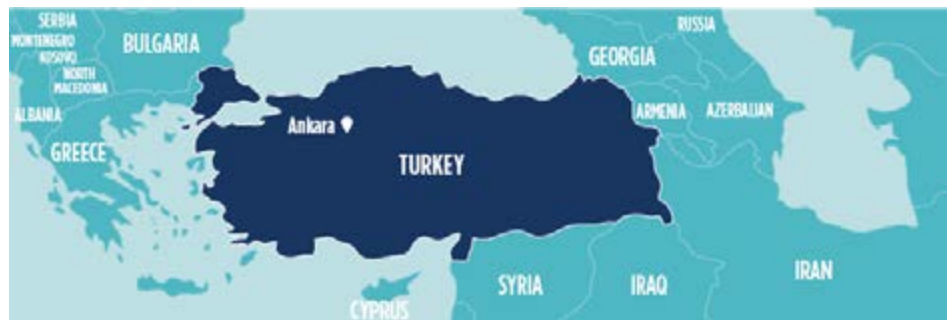 SERBIA
MONTENEGRO
KOSOVO
NORTH
MACEDONIA
ALBANIA
BULGARIA
GREECE
Ankara
TURKEY
CYPRUS
SYRIA
IRAQ
IRAN
RUSSIA
GEORGIA
ARMENIA
AZERBAIJAN